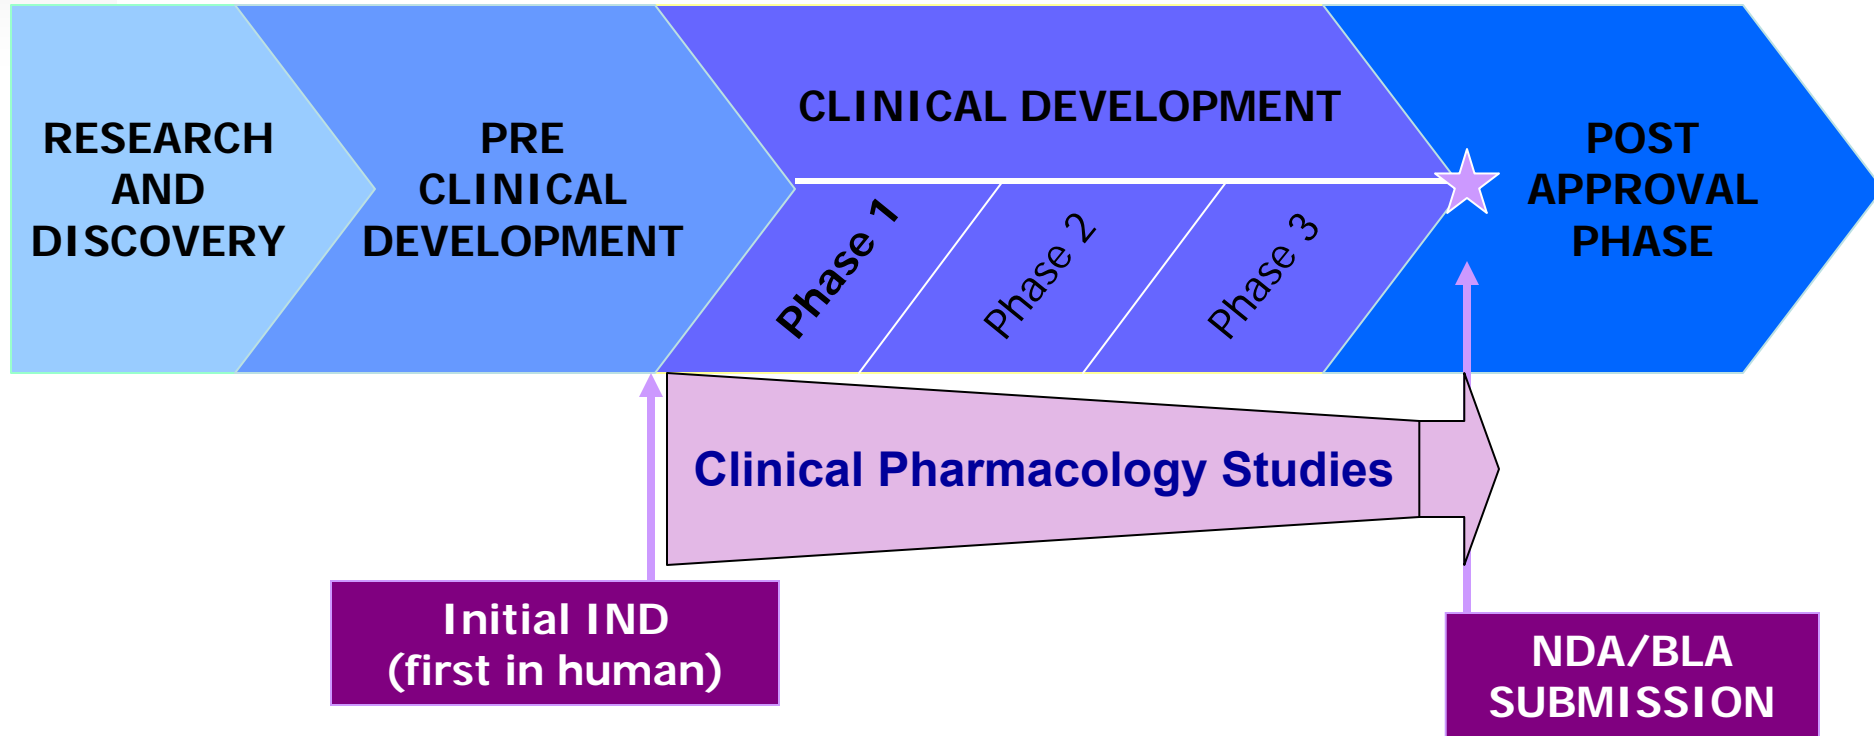 RESEARCH
AND
DISCOVERY
PRE
CLINICAL
DEVELOPMENT
CLINICAL DEVELOPMENT
Phase 1
Phase 2
Phase 3
POST
APPROVAL
PHASE
Clinical Pharmacology Studies
Initial IND
(first in human)
NDA/BLA
SUBMISSION